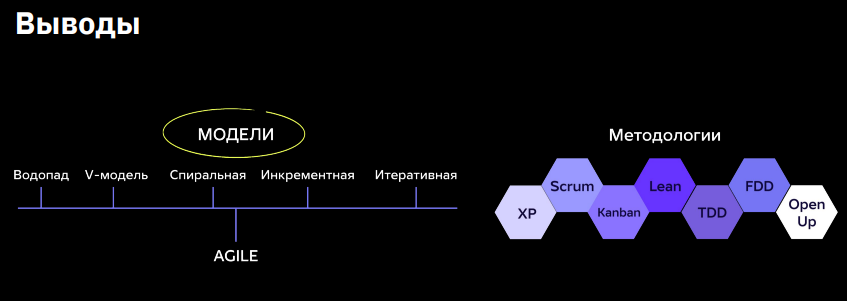 Выводы
МОДЕЛИ
Водопад
V-модель
Спиральная
Инкрементная
Итеративная
AGILE
Методологии
XP
Scrum
Kanban
Lean
TDD
FDD
Open
Up